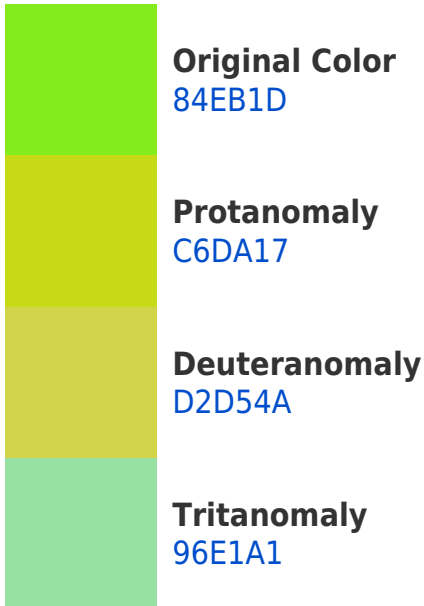 Original Color
84EB1D
Protanomaly
C6DA17
Deuteranomaly
D2D54A
Tritanomaly
96E1A1